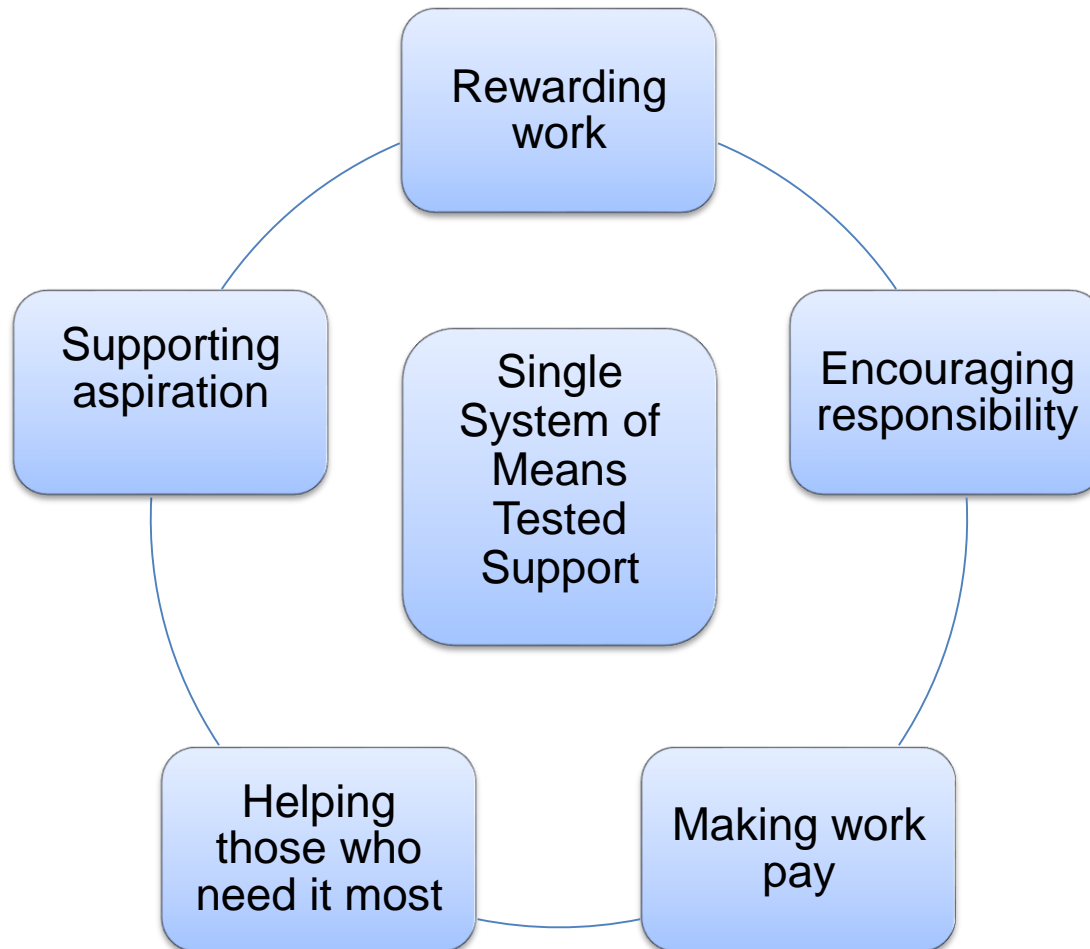 Rewarding
work
Supporting
aspiration
Single
System of
Means
Tested
Support
Encouraging
responsibility
Helping
those who
need it most
Making work
pay